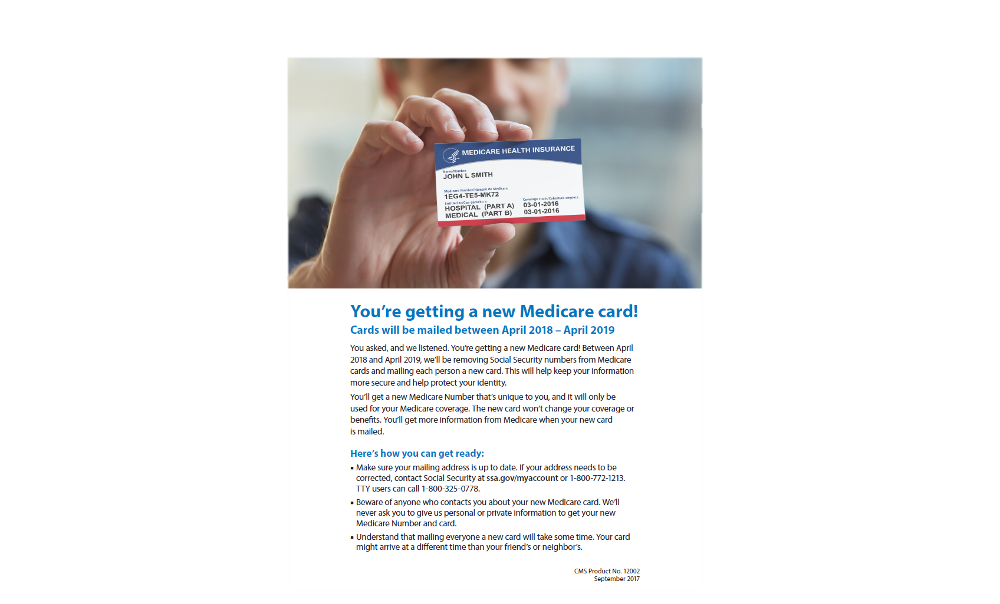 MEDICARE HEALTH INSURANCE
Name/Nombre
JOHN L SMITH
Medicare Number/Número de Medicare
1EG4-TE5-MK72
Entitled to/Con derecho a
Coverage starts/Cobertura empieza
HOSPITAL (PART A) 03-01-2016
MEDICAL (PART B) 03-01-2016
You’re getting a new Medicare card!
Cards will be mailed between April 2018 – April 2019
You asked, and we listened. You’re getting a new Medicare card! Between April
2018 and April 2019, we’ll be removing Social Security numbers from Medicare
cards and mailing each person a new card. This will help keep your information
more secure and help protect your identity.
You’ll get a new Medicare Number that’s unique to you, and it will only be
used for your Medicare coverage. The new card won’t change your coverage or
benefits. You’ll get more information from Medicare when your new card
is mailed.
Here’s how you can get ready:
▪ Make sure your mailing address is up to date. If your address needs to be
corrected, contact Social Security at ssa.gov/myaccount or 1-800-772-1213.
TTY users can call 1-800-325-0778.
▪ Beware of anyone who contacts you about your new Medicare card. We’ll
never ask you to give us personal or private information to get your new
Medicare Number and card.
▪ Understand that mailing everyone a new card will take some time. Your card
might arrive at a different time than your friend’s or neighbor’s.
CMS Product No. 12002
September 2017